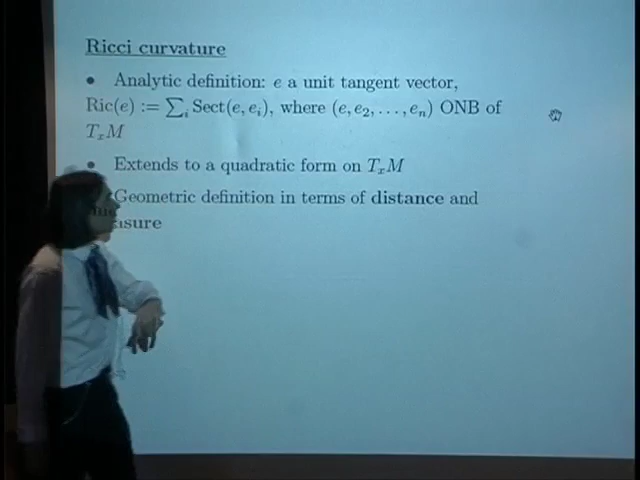 Ricci curvature
• Analytic definition: e a unit tangent vector,
Ric(e) := ∑ᵢ Sect(e, eᵢ), where (e, e₂, . . . , eₙ) ONB of
TₓM
• Extends to a quadratic form on TₓM
Geometric definition in terms of distance and
measure